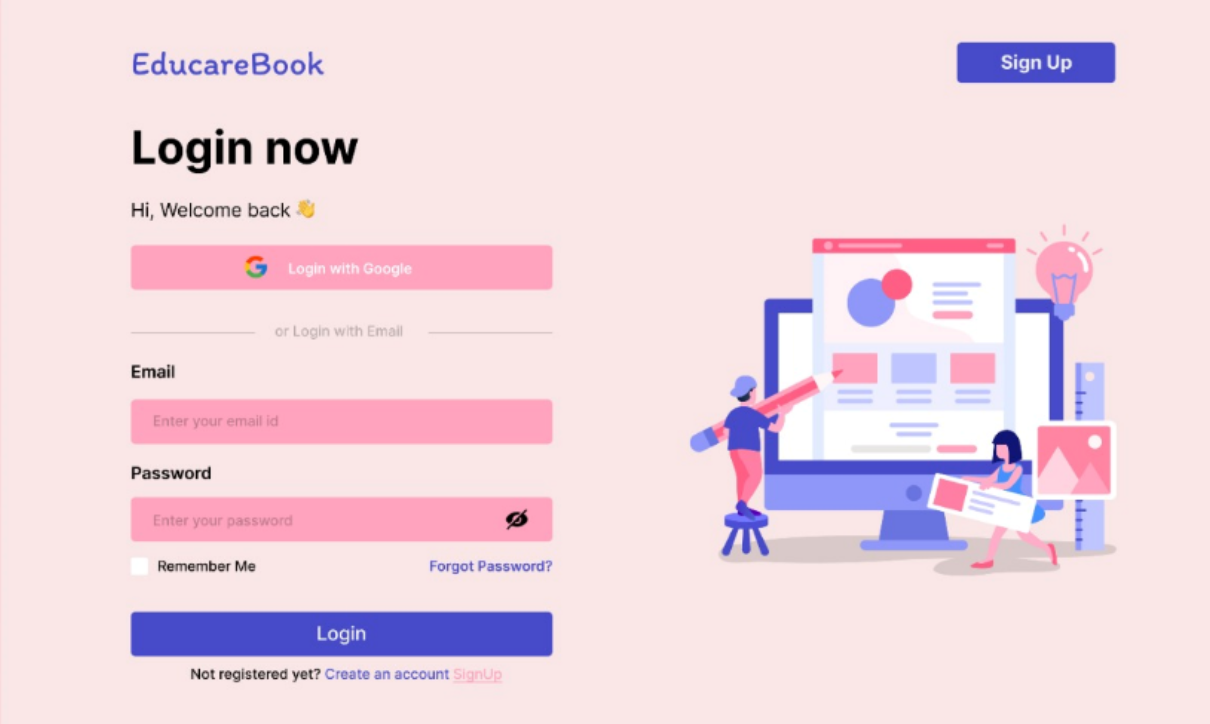 EducareBook
Sign Up
Login now
Hi, Welcome back 👋
Login with Google
or Login with Email
Email
Enter your email id
Password
Enter your password
Remember Me
Forgot Password?
Login
Not registered yet? Create an account SignUp